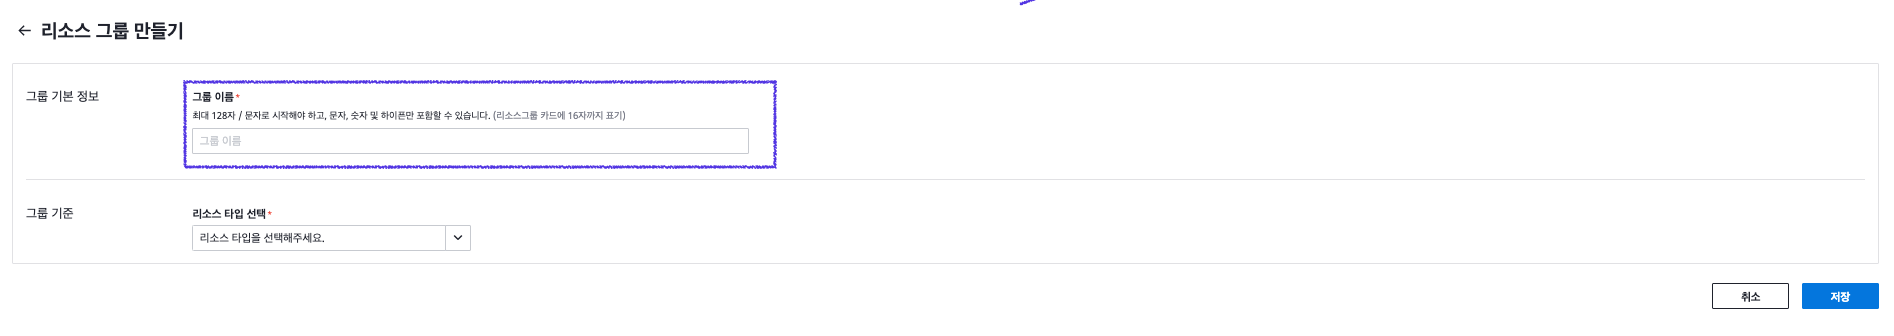 리소스 그룹 만들기
그룹 기본 정보
그룹 이름*
최대 128자 / 문자로 시작해야 하고, 문자, 숫자 및 하이픈만 포함할 수 있습니다. (리소스그룹 카드에 16자까지 표기)
그룹 이름
그룹 기준
리소스 타입 선택*
리소스 타입을 선택해주세요.
취소
저장